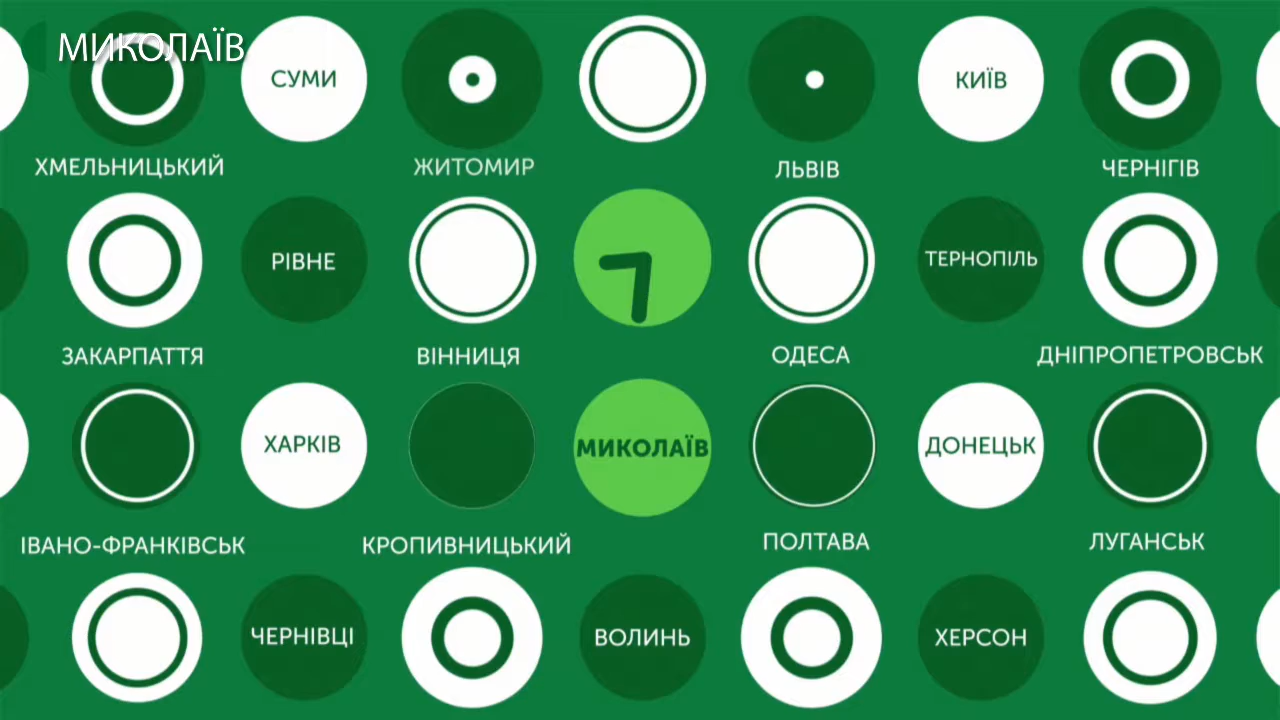 МИКОЛАЇВ
СУМИ
КИЇВ
ХМЕЛЬНИЦЬКИЙ
ЖИТОМИР
ЛЬВІВ
ЧЕРНІГІВ
РІВНЕ
ТЕРНОПІЛЬ
ЗАКАРПАТТЯ
ВІННИЦЯ
ОДЕСА
ДНІПРОПЕТРОВСЬК
ХАРКІВ
МИКОЛАЇВ
ДОНЕЦЬК
ІВАНО-ФРАНКІВСЬК
КРОПИВНИЦЬКИЙ
ПОЛТАВА
ЛУГАНСЬК
ЧЕРНІВЦІ
ВОЛИНЬ
ХЕРСОН